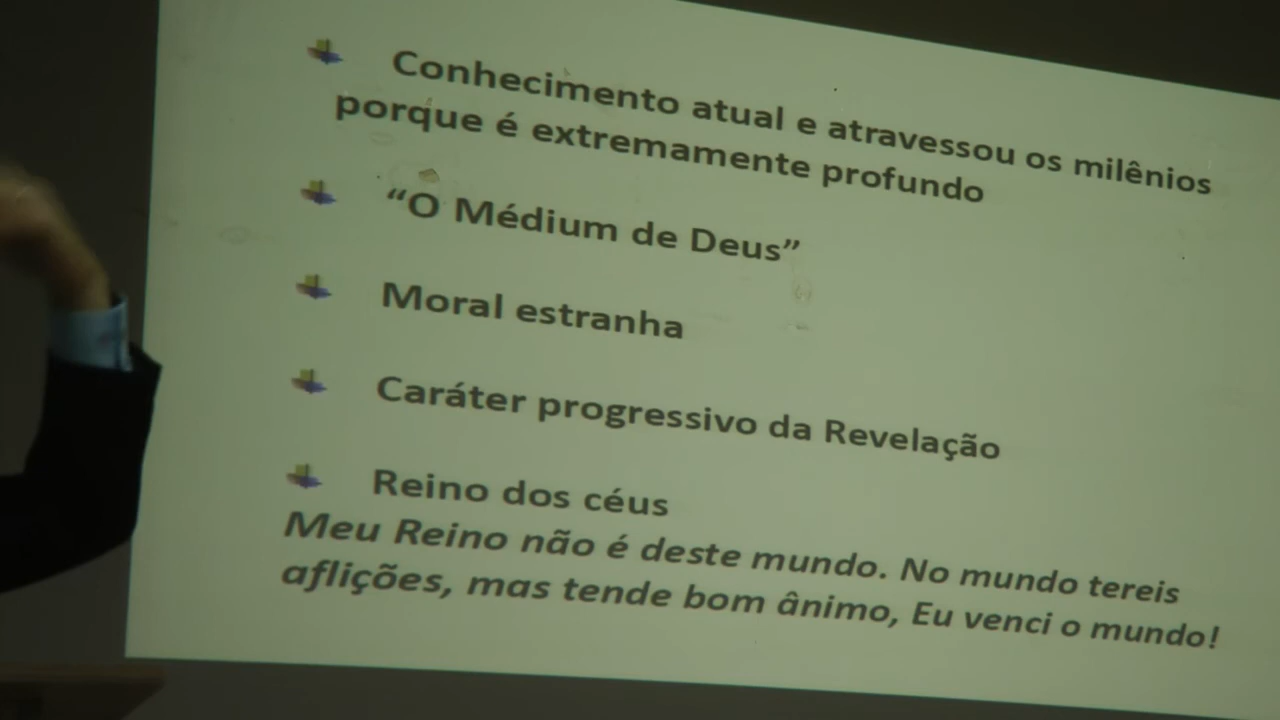 Conhecimento atual e atravessou os milênios
porque é extremamente profundo
“O Médium de Deus”
Moral estranha
Caráter progressivo da Revelação
Reino dos céus
Meu Reino não é deste mundo. No mundo tereis
aflições, mas tende bom ânimo, Eu venci o mundo!